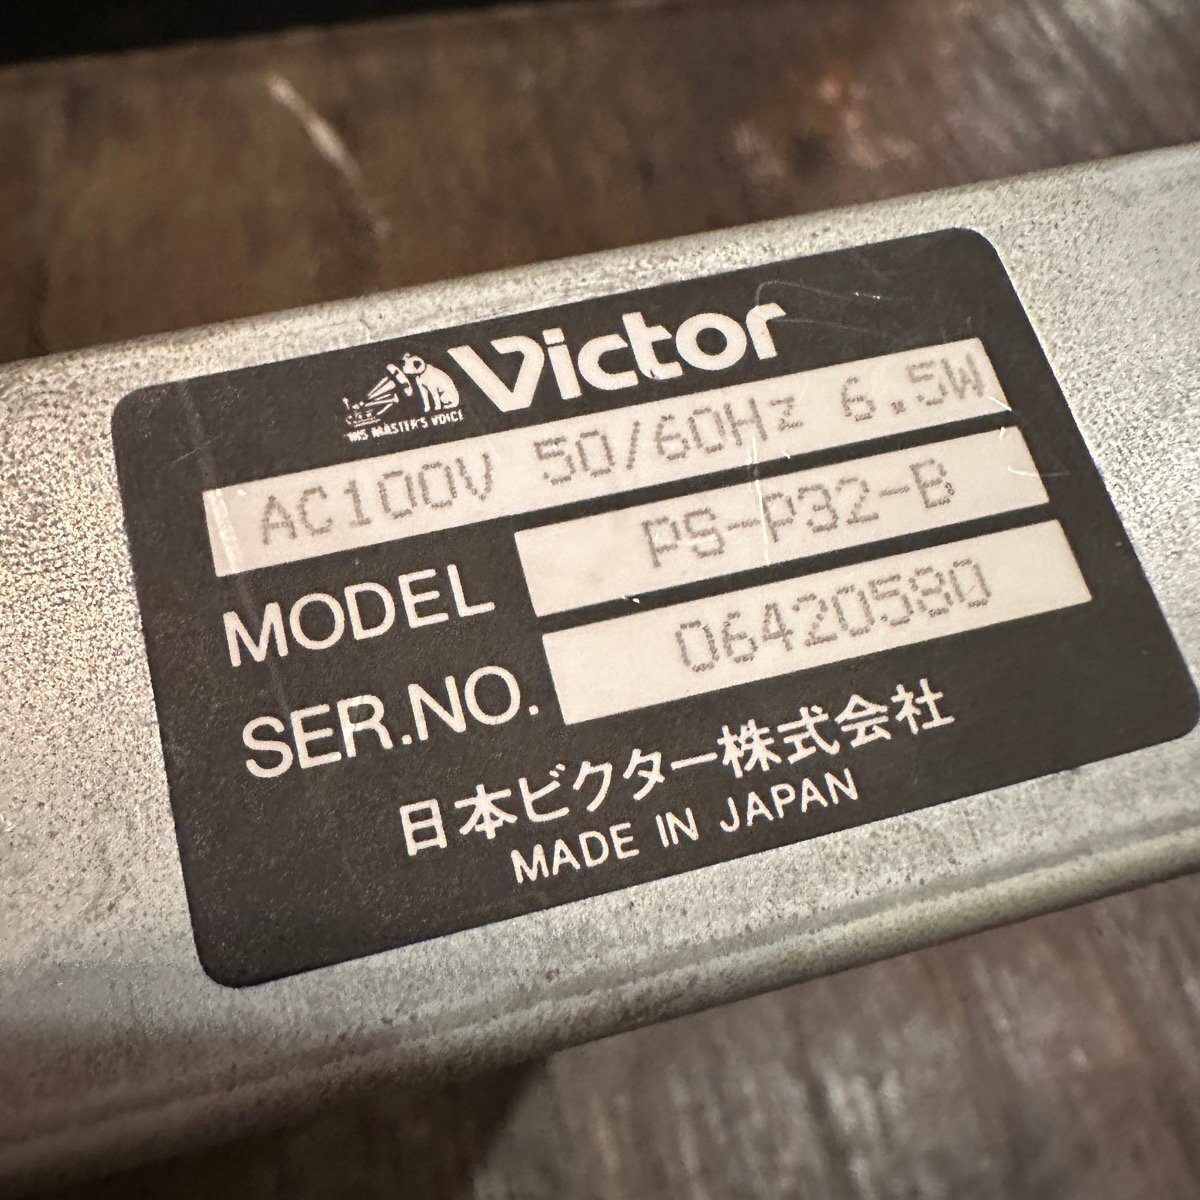 Victor
HIS MASTER'S VOICE
AC100V 50/60Hz 6.5W
MODEL PS-P32-B
SER.NO. 06420580
日本ビクター株式会社
MADE IN JAPAN